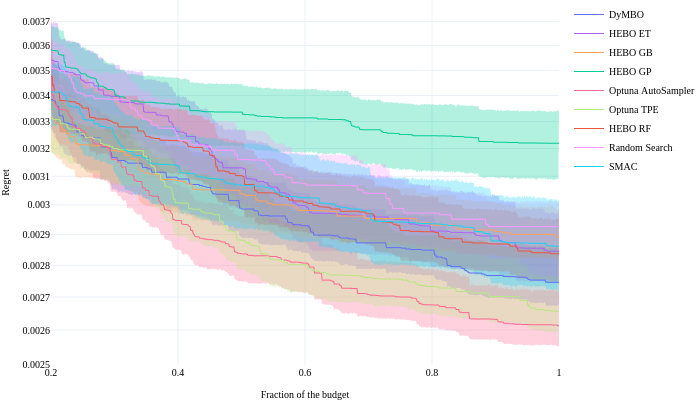 0.0037
0.0036
0.0035
0.0034
0.0033
0.0032
0.0031
0.003
0.0029
0.0028
0.0027
0.0026
0.0025
Regret
0.2
0.4
0.6
0.8
1
Fraction of the budget
DyMBO
HEBO ET
HEBO GB
HEBO GP
Optuna AutoSampler
Optuna TPE
HEBO RF
Random Search
SMAC